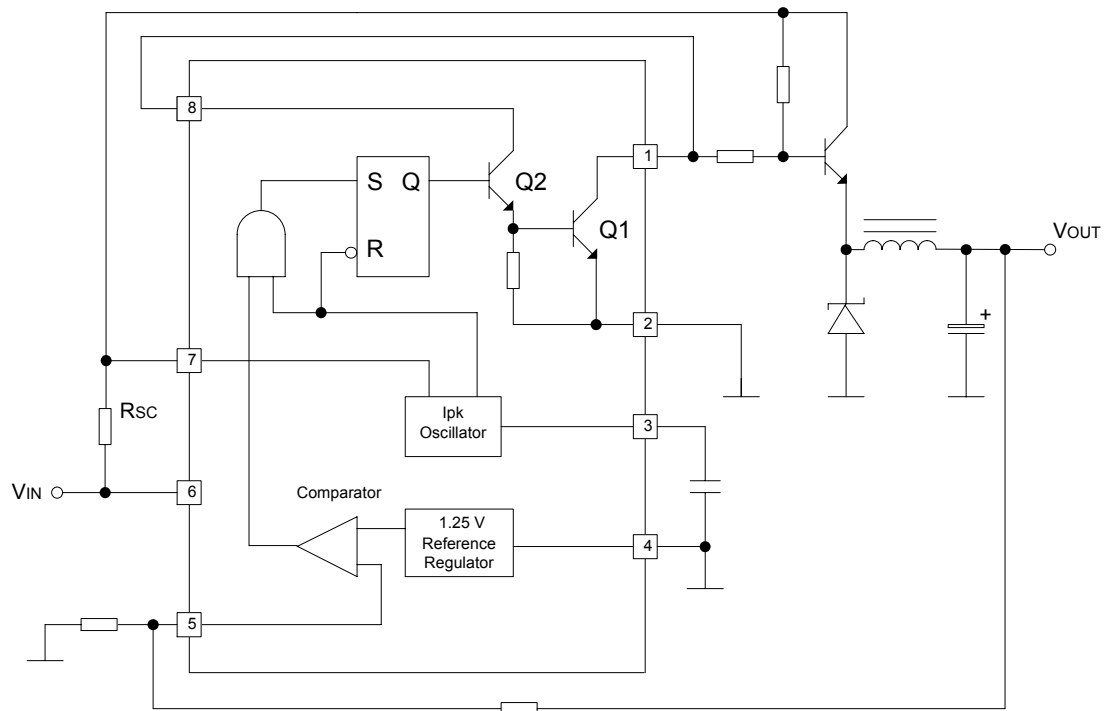 8
1
S Q
Q2
R
Q1
VOUT
2
+
7
RSC
Ipk
Oscillator
3
VIN
6
Comparator
1.25 V
Reference
Regulator
4
5